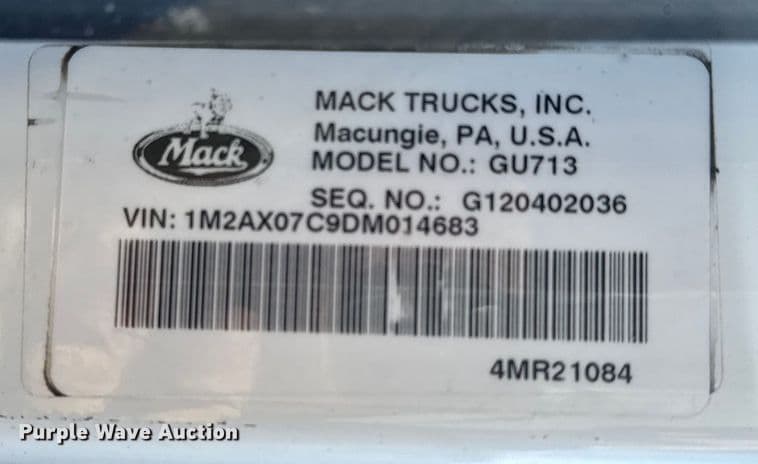 Mack
MACK TRUCKS, INC.
Macungie, PA, U.S.A.
MODEL NO.: GU713
SEQ. NO.: G120402036
VIN: 1M2AX07C9DM014683
4MR21084
Purple Wave Auction